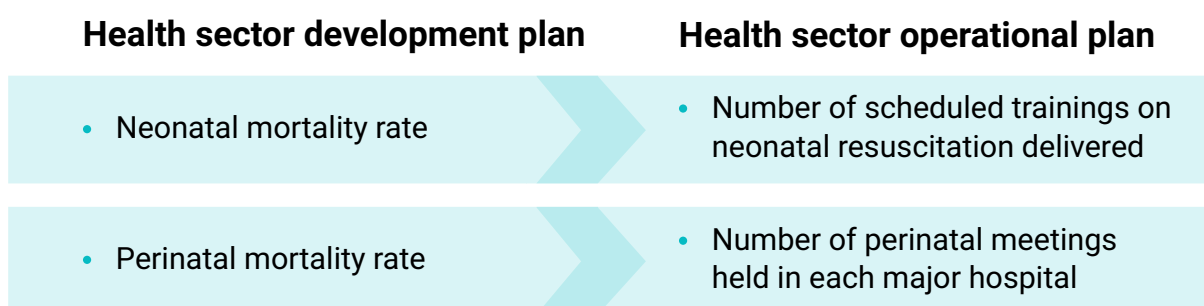 Health sector development plan
Health sector operational plan
• Neonatal mortality rate
• Number of scheduled trainings on
neonatal resuscitation delivered
• Perinatal mortality rate
• Number of perinatal meetings
held in each major hospital